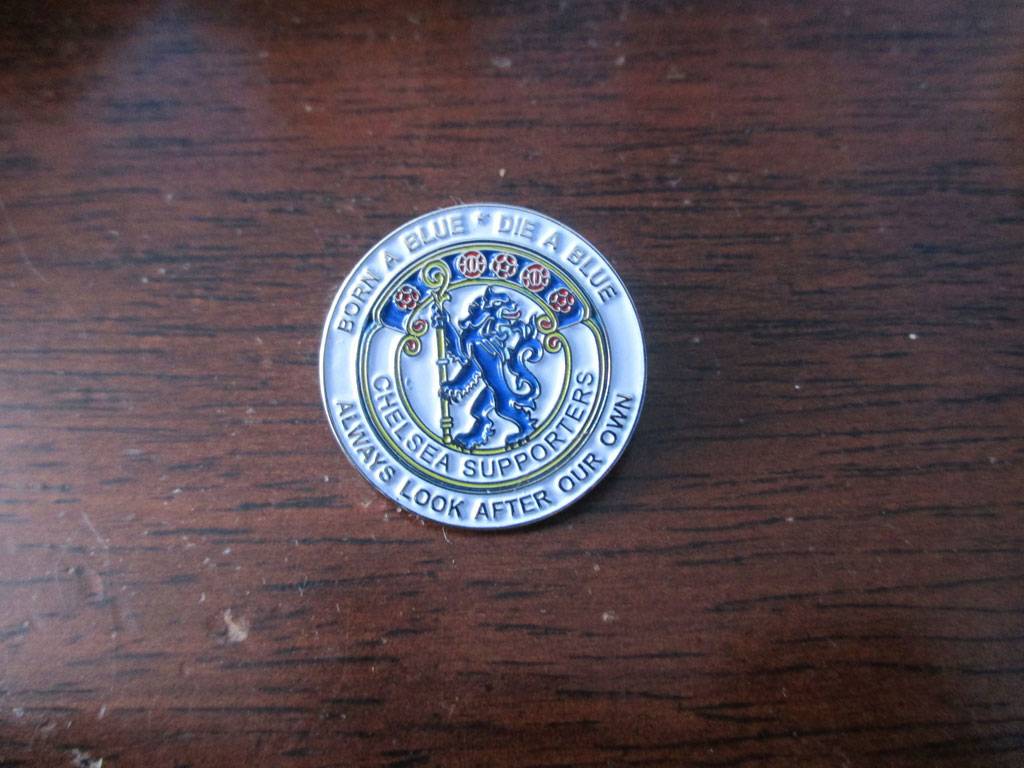 BORN A BLUE * DIE A BLUE
CHELSEA SUPPORTERS
ALWAYS LOOK AFTER OUR OWN